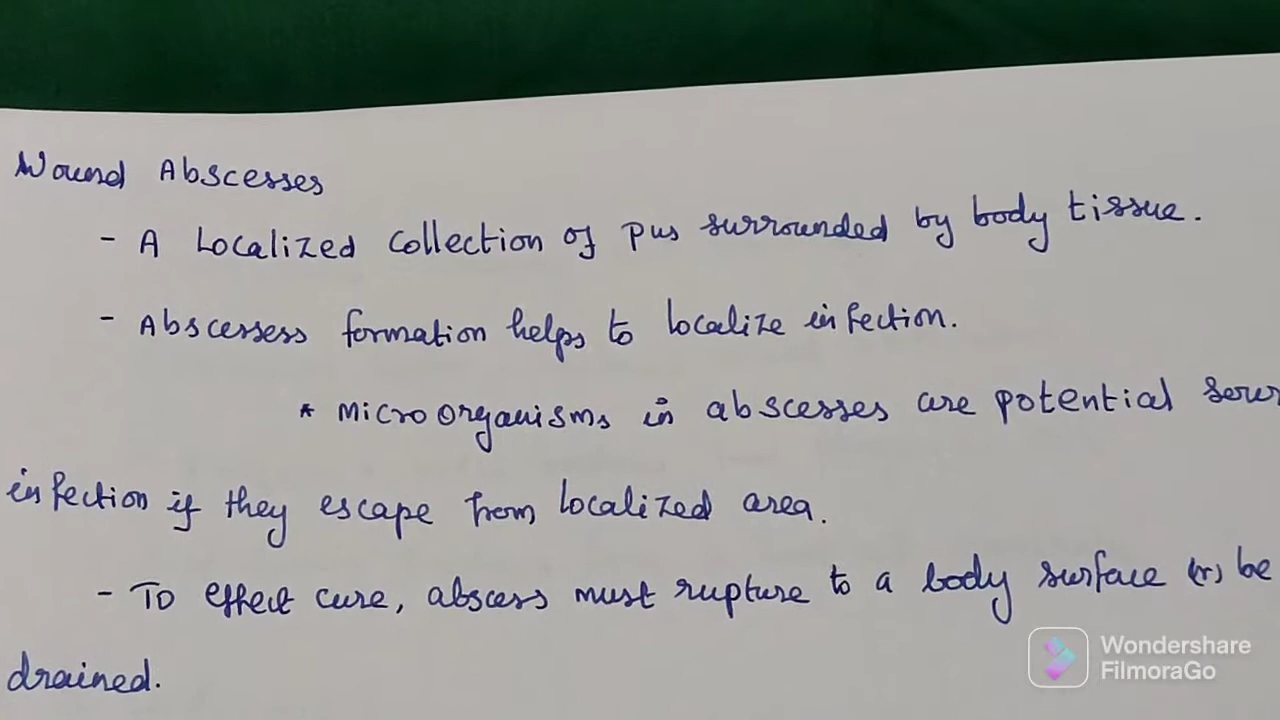 Wound Abscesses
- A Localized collection of pus surrounded by body tissue.
- Abscessess formation helps to localize infection.
* Microorganisms in abscesses are potential
infection if they escape from localized area.
- To effect cure, abscess must rupture to a body surface (r) be
drained.
Wondershare
FilmoraGo